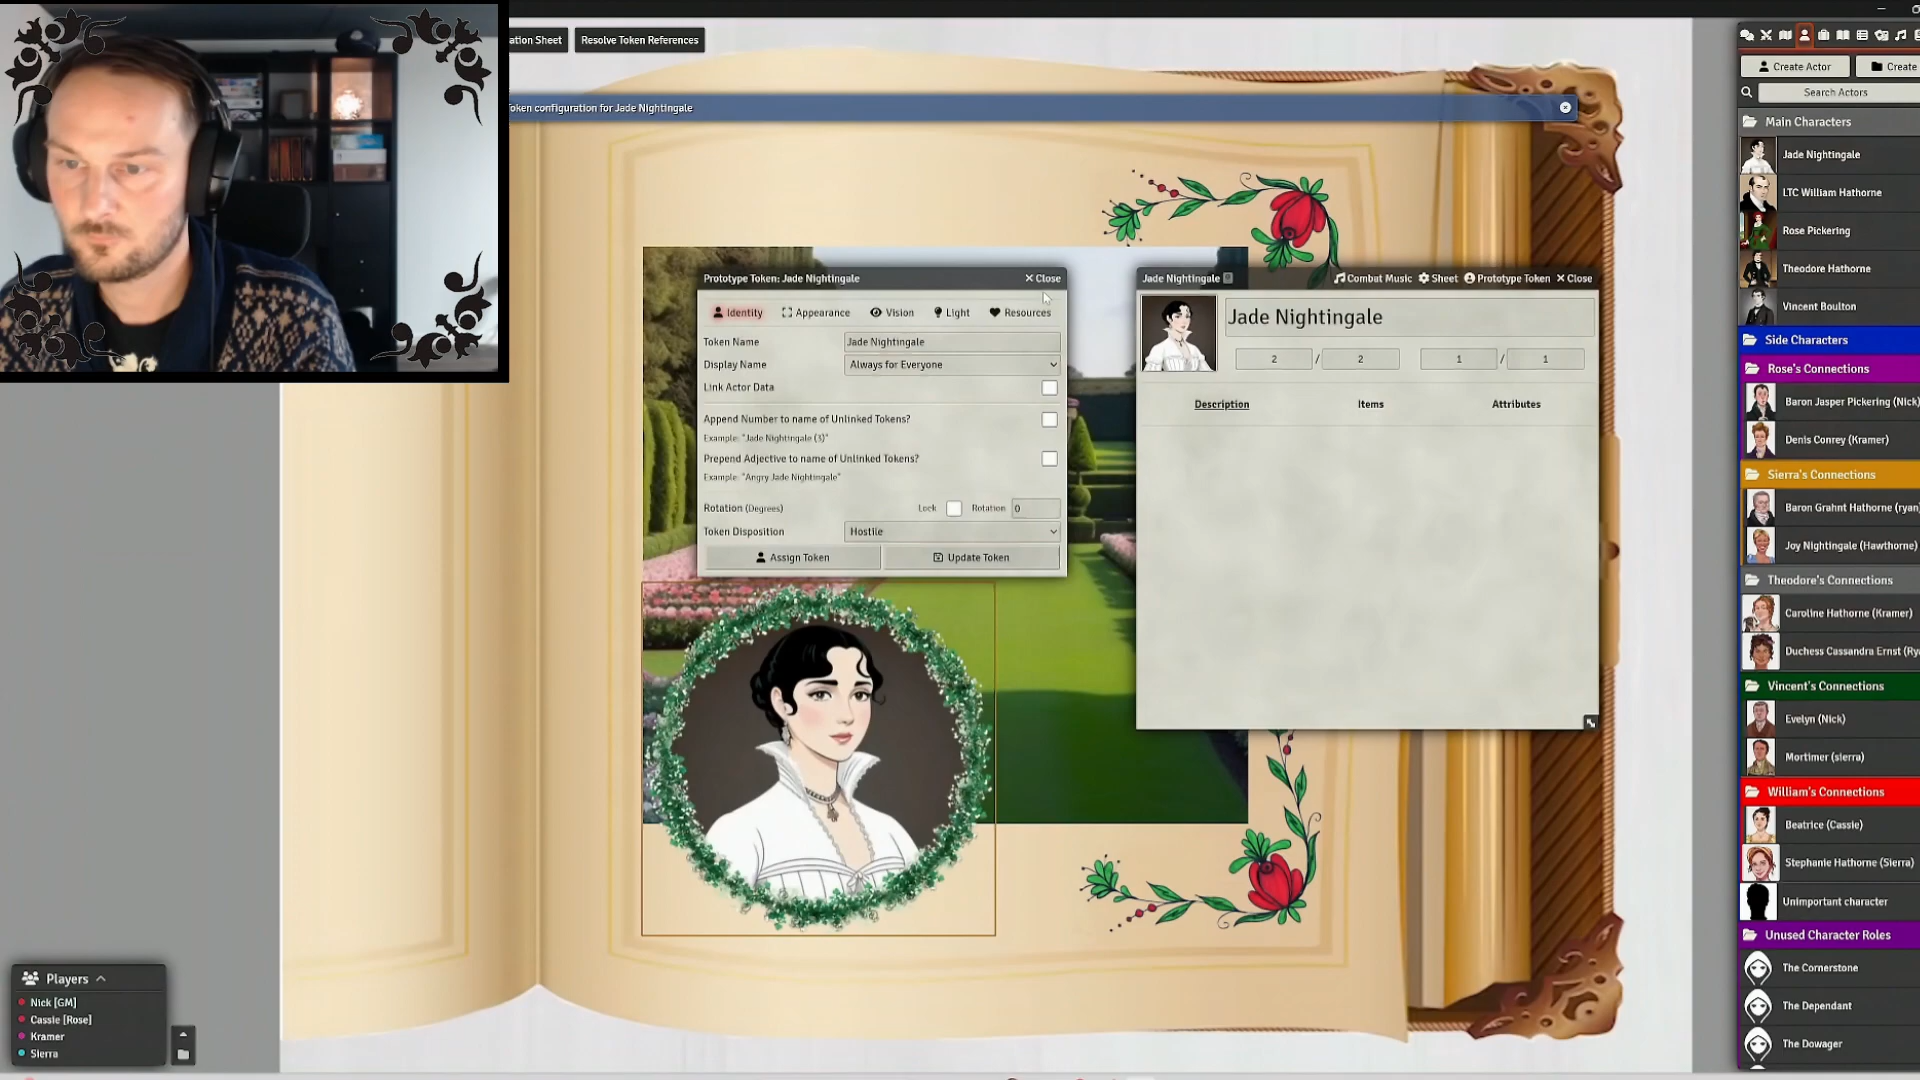 ation Sheet
Resolve Token References
Token configuration for Jade Nightingale
Prototype Token: Jade Nightingale
Close
Identity
Appearance
Vision
Light
Resources
Token Name
Jade Nightingale
Display Name
Always for Everyone
Link Actor Data
Append Number to name of Unlinked Tokens?
Example: "Jade Nightingale (3)"
Prepend Adjective to name of Unlinked Tokens?
Example: "Angry Jade Nightingale"
Rotation (Degrees)
Lock
Rotation
0
Token Disposition
Hostile
Assign Token
Update Token
Jade Nightingale
Combat Music
Sheet
Prototype Token
Close
Jade Nightingale
2 / 2
1 / 1
Description
Items
Attributes
Create Actor
Create
Search Actors
Main Characters
Jade Nightingale
LTC William Hathorne
Rose Pickering
Theodore Hathorne
Vincent Boulton
Side Characters
Rose's Connections
Baron Jasper Pickering (Nick)
Denis Conrey (Kramer)
Sierra's Connections
Baron Grahnt Hathorne (ryan)
Joy Nightingale (Hawthorne)
Theodore's Connections
Caroline Hathorne (Kramer)
Duchess Cassandra Ernst (Rya
Vincent's Connections
Evelyn (Nick)
Mortimer (sierra)
William's Connections
Beatrice (Cassie)
Stephanie Hathorne (Sierra)
Unimportant character
Unused Character Roles
The Cornerstone
The Dependant
The Dowager
Players
Nick [GM]
Cassie [Rose]
Kramer
Sierra